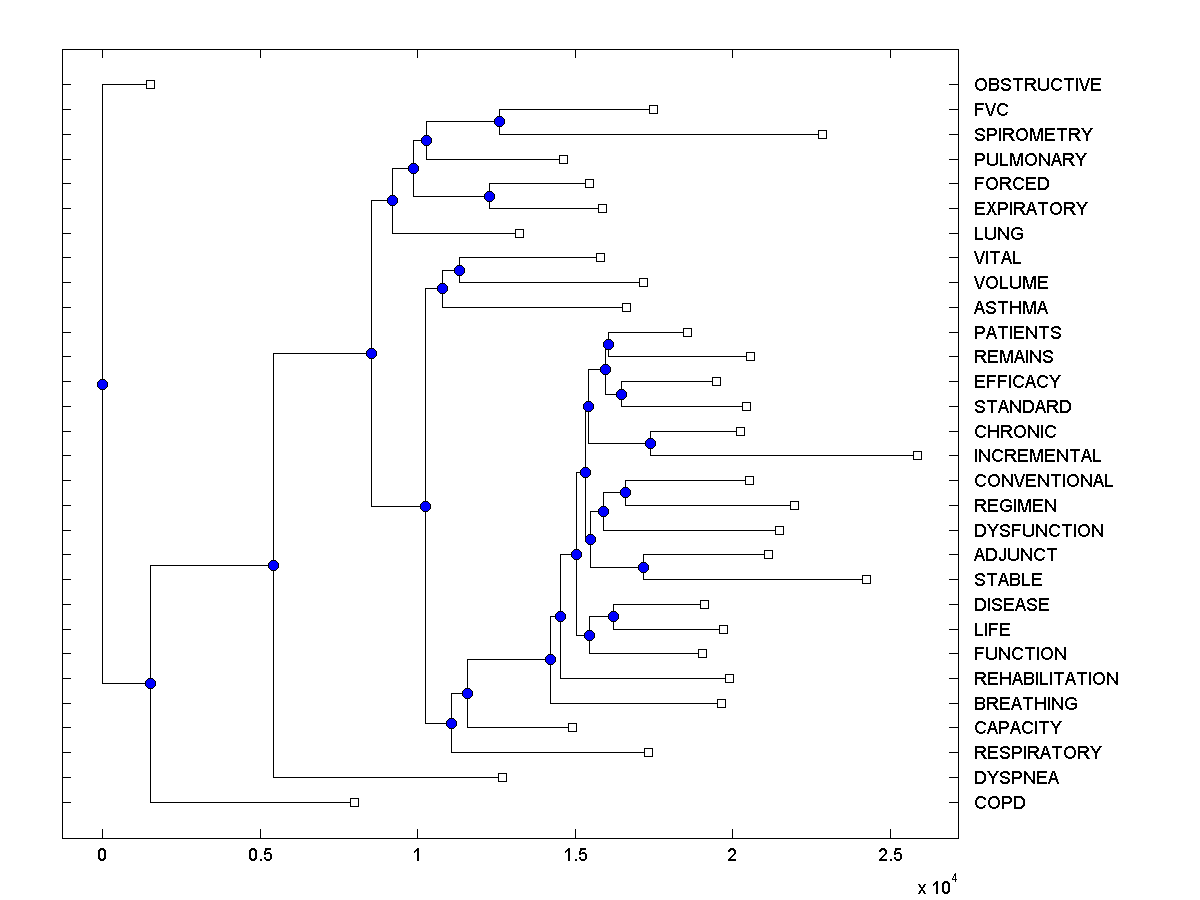 OBSTRUCTIVE
FVC
SPIROMETRY
PULMONARY
FORCED
EXPIRATORY
LUNG
VITAL
VOLUME
ASTHMA
PATIENTS
REMAINS
EFFICACY
STANDARD
CHRONIC
INCREMENTAL
CONVENTIONAL
REGIMEN
DYSFUNCTION
ADJUNCT
STABLE
DISEASE
LIFE
FUNCTION
REHABILITATION
BREATHING
CAPACITY
RESPIRATORY
DYSPNEA
COPD
0 0.5 1 1.5 2 2.5
x 10^4